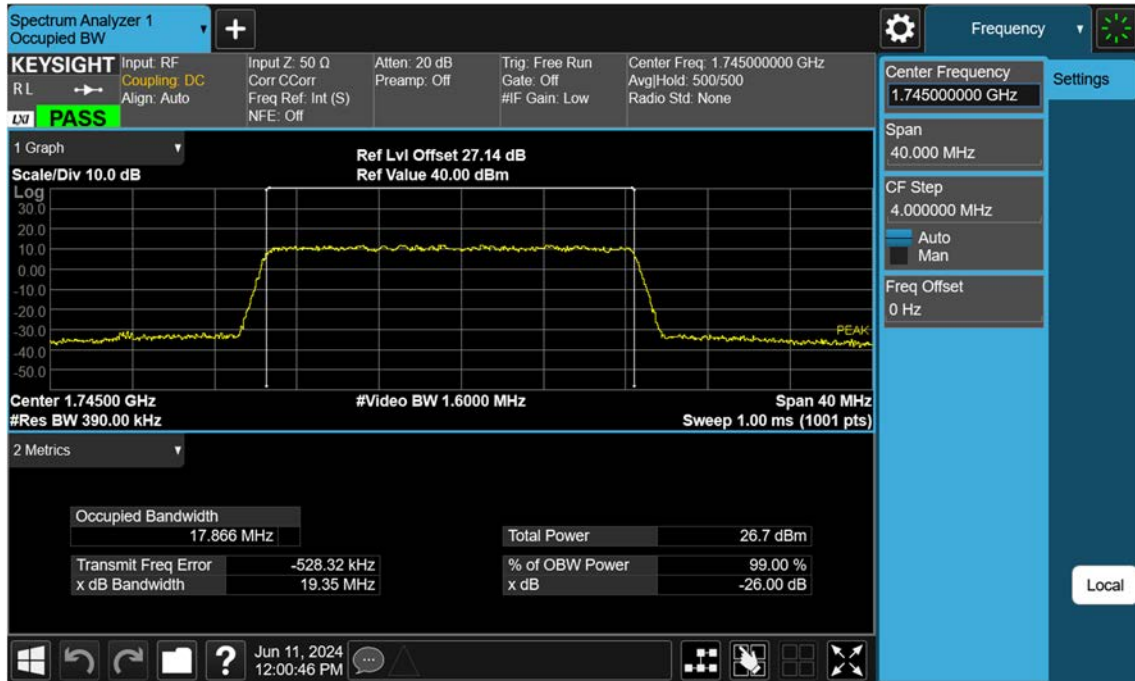 Spectrum Analyzer 1
Occupied BW
+
Frequency
KEYSIGHT
R L
LXI
PASS
Input: RF
Coupling: DC
Align: Auto
Input Z: 50 Ω
Corr CCorr
Freq Ref: Int (S)
NFE: Off
Atten: 20 dB
Preamp: Off
Trig: Free Run
Gate: Off
#IF Gain: Low
Center Freq: 1.745000000 GHz
Avg|Hold: 500/500
Radio Std: None
1 Graph
Scale/Div 10.0 dB
Ref Lvl Offset 27.14 dB
Ref Value 40.00 dBm
Log
30.0
20.0
10.0
0.00
-10.0
-20.0
-30.0
-40.0
-50.0
PEAK
Center 1.74500 GHz
#Video BW 1.6000 MHz
Span 40 MHz
#Res BW 390.00 kHz
Sweep 1.00 ms (1001 pts)
2 Metrics
Occupied Bandwidth
17.866 MHz
Transmit Freq Error -528.32 kHz
x dB Bandwidth 19.35 MHz
Total Power 26.7 dBm
% of OBW Power 99.00 %
x dB -26.00 dB
Center Frequency
1.745000000 GHz
Span
40.000 MHz
CF Step
4.000000 MHz
Auto
Man
Freq Offset
0 Hz
Settings
Local
?
Jun 11, 2024
12:00:46 PM